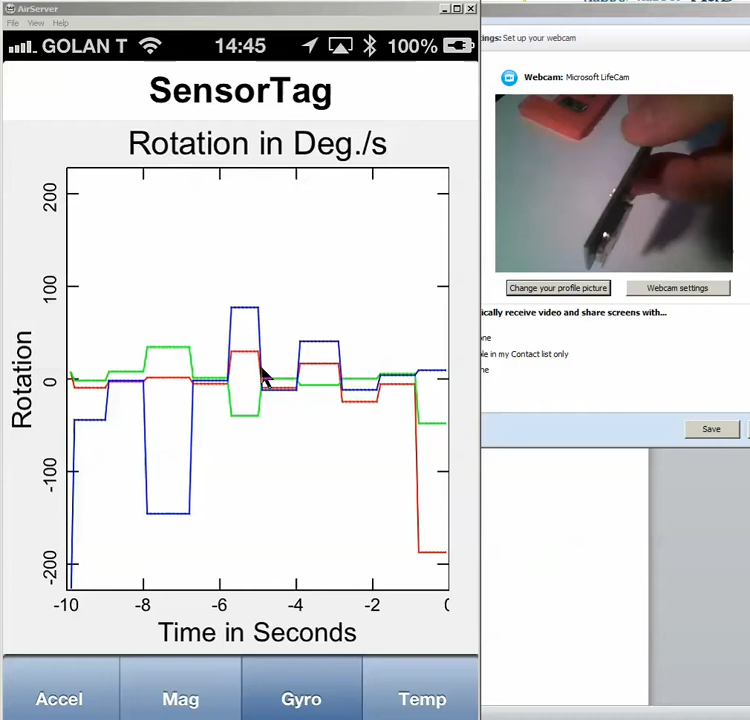 AirServer
File View Help
GOLAN T 14:45 100%
SensorTag
Rotation in Deg./s
200
100
0
-100
-200
Rotation
-10 -8 -6 -4 -2 0
Time in Seconds
Accel Mag Gyro Temp
ngs: Set up your webcam
Webcam: Microsoft LifeCam
Change your profile picture Webcam settings
ically receive video and share screens with...
one
le in my Contact list only
ne
Save